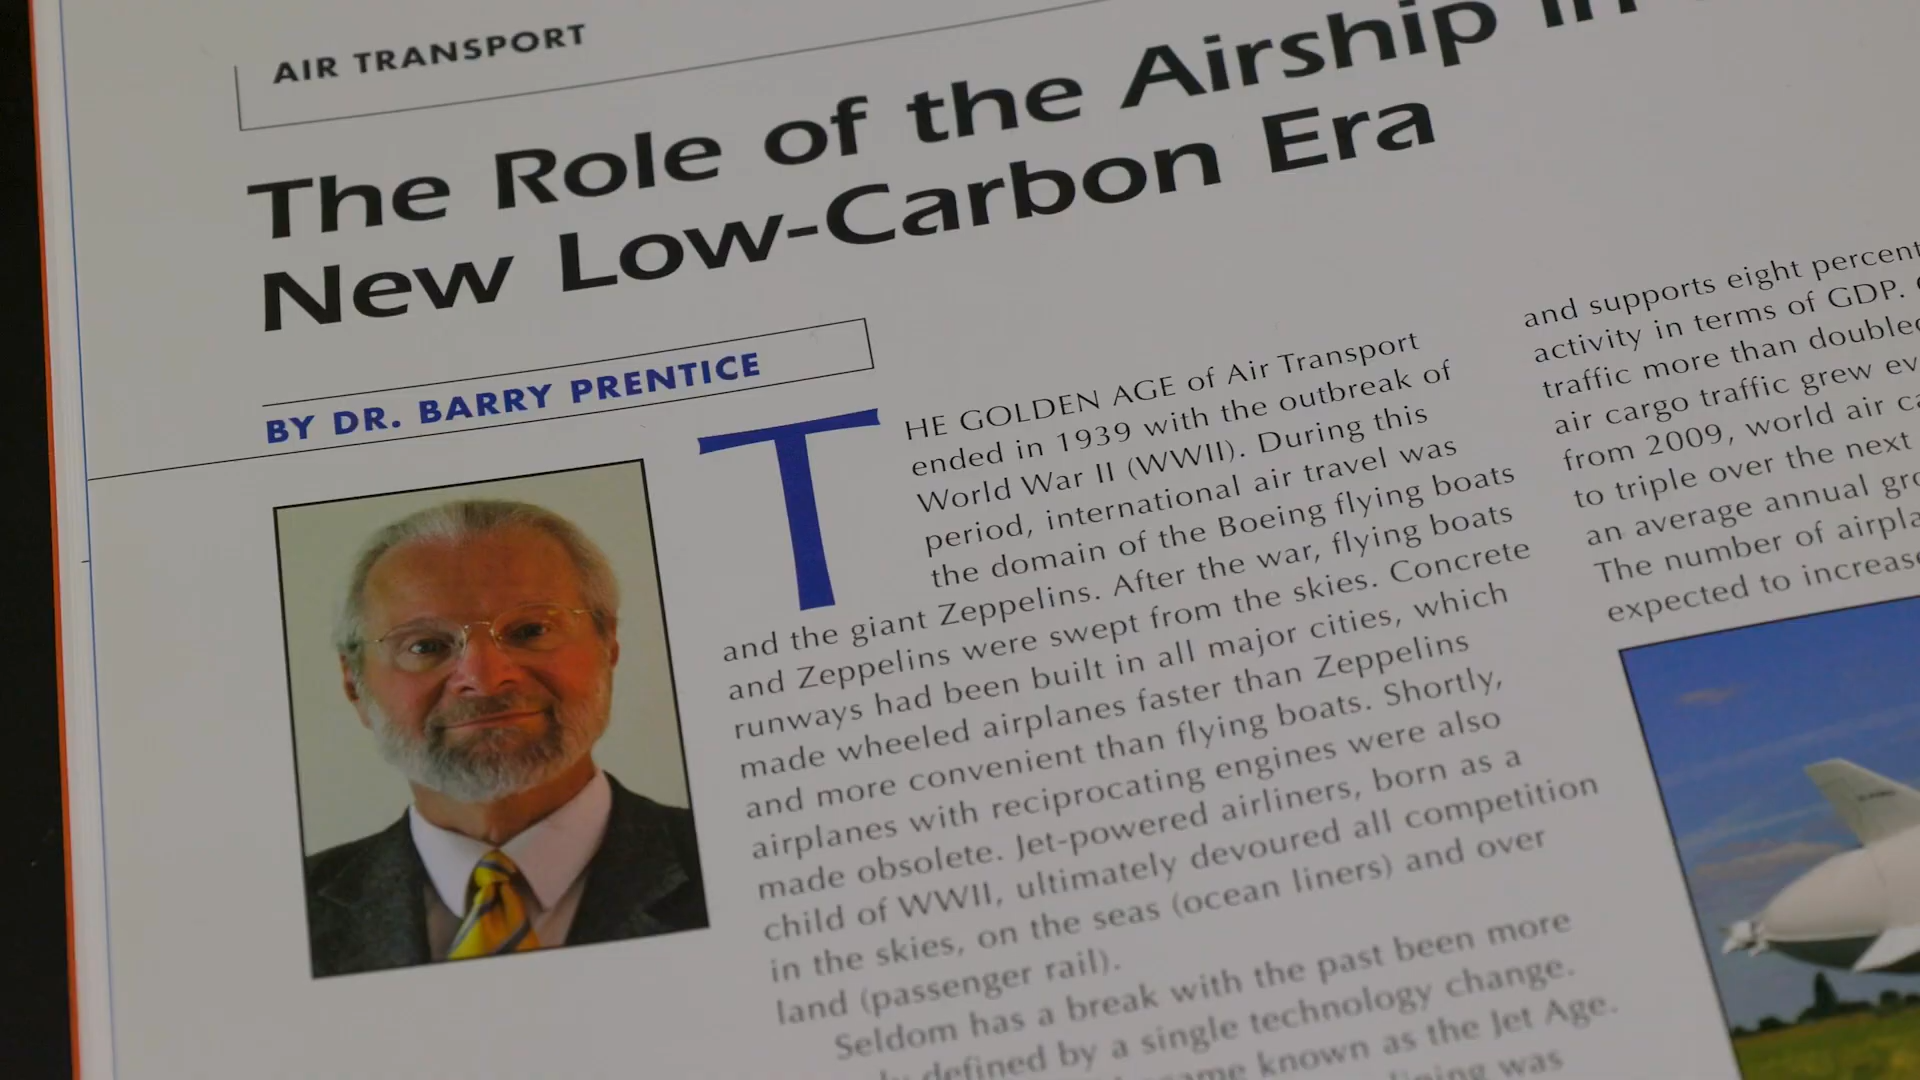 AIR TRANSPORT
The Role of the Airship in
New Low-Carbon Era
BY DR. BARRY PRENTICE
THE GOLDEN AGE of Air Transport
ended in 1939 with the outbreak of
World War II (WWII). During this
period, international air travel was
the domain of the Boeing flying boats
and the giant Zeppelins. After the war, flying boats
and Zeppelins were swept from the skies. Concrete
runways had been built in all major cities, which
made wheeled airplanes faster than Zeppelins
and more convenient than flying boats. Shortly,
airplanes with reciprocating engines were also
made obsolete. Jet-powered airliners, born as a
child of WWII, ultimately devoured all competition
in the skies, on the seas (ocean liners) and over
land (passenger rail).
Seldom has a break with the past been more
defined by a single technology change.
known as the Jet Age.
was
and supports eight percent
activity in terms of GDP.
traffic more than doubled
air cargo traffic grew
from 2009, world air
to triple over the next
an average annual
The number of
expected to increase